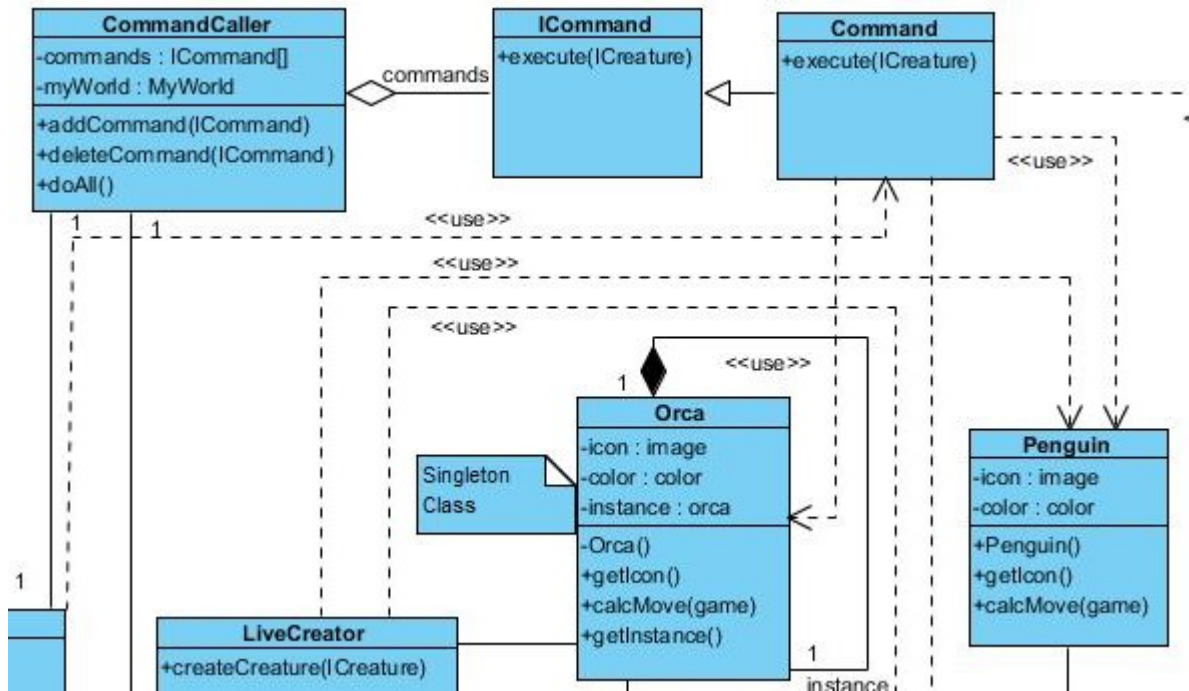 CommandCaller
-commands : ICommand[]
-myWorld : MyWorld
+addCommand(ICommand)
+deleteCommand(ICommand)
+doAll()
commands
ICommand
+execute(ICreature)
Command
+execute(ICreature)
<<use>>
1
1
<<use>>
<<use>>
<<use>>
<<use>>
1
Orca
-icon : image
-color : color
-instance : orca
-Orca()
+getIcon()
+calcMove(game)
+getInstance()
Singleton
Class
Penguin
-icon : image
-color : color
+Penguin()
+getIcon()
+calcMove(game)
1
LiveCreator
+createCreature(ICreature)
1
instance